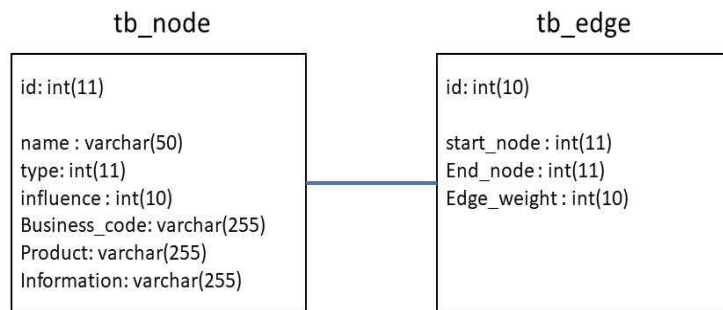 tb_node
id: int(11)
name : varchar(50)
type: int(11)
influence : int(10)
Business_code: varchar(255)
Product: varchar(255)
Information: varchar(255)
tb_edge
id: int(10)
start_node : int(11)
End_node : int(11)
Edge_weight : int(10)